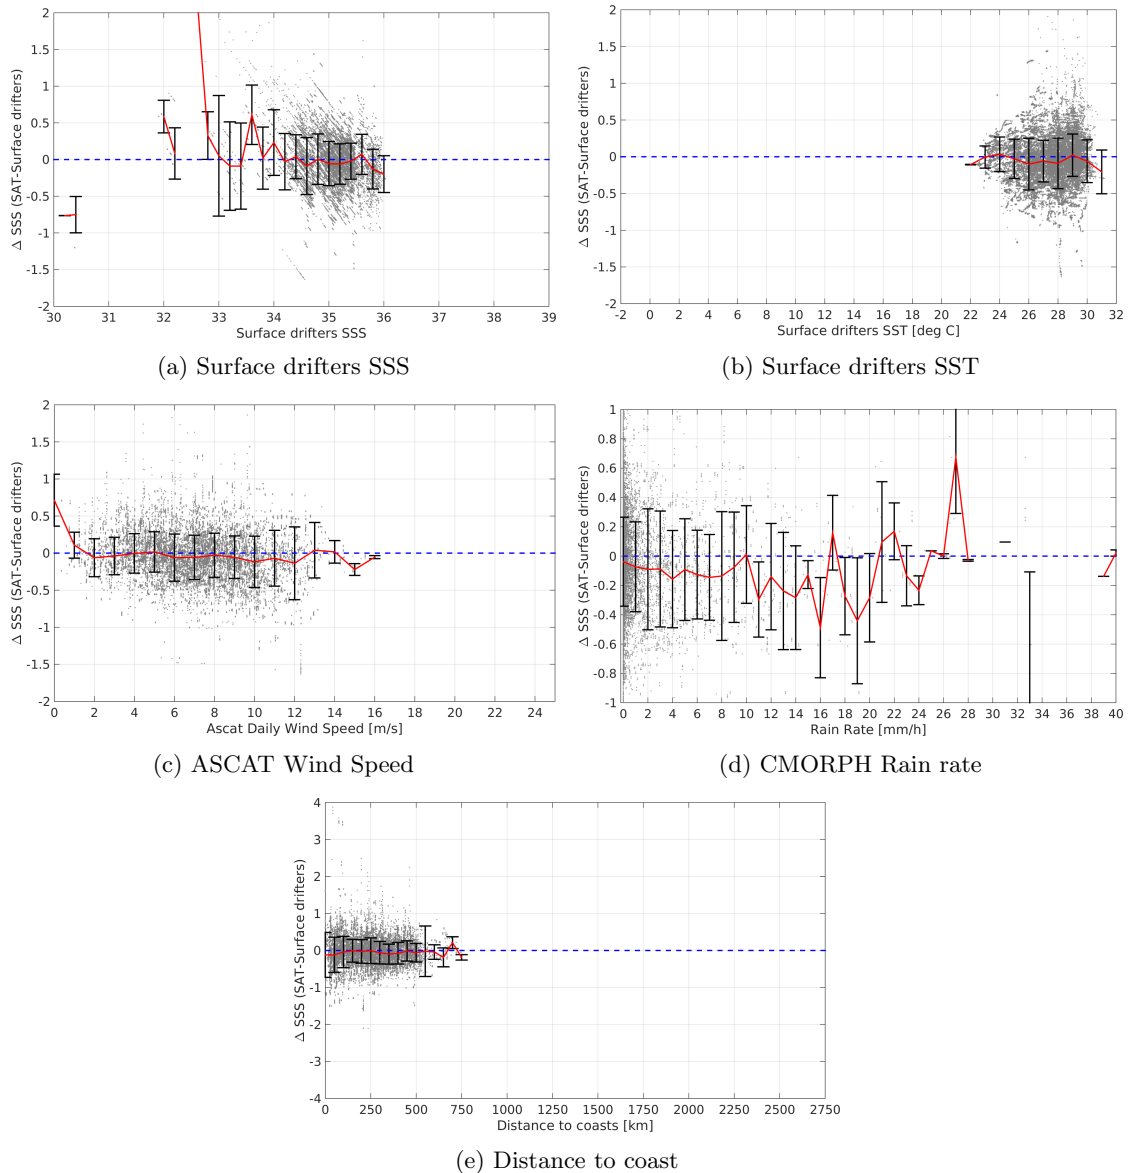 2
1.5
1
0.5
0
-0.5
-1
-1.5
-2
Δ SSS (SAT-Surface drifters)
30 31 32 33 34 35 36 37 38 39
Surface drifters SSS
(a) Surface drifters SSS
2
1.5
1
0.5
0
-0.5
-1
-1.5
-2
Δ SSS (SAT-Surface drifters)
-2 0 2 4 6 8 10 12 14 16 18 20 22 24 26 28 30 32
Surface drifters SST [deg C]
(b) Surface drifters SST
2
1.5
1
0.5
0
-0.5
-1
-1.5
-2
Δ SSS (SAT-Surface drifters)
0 2 4 6 8 10 12 14 16 18 20 22 24
Ascat Daily Wind Speed [m/s]
(c) ASCAT Wind Speed
1
0.8
0.6
0.4
0.2
0
-0.2
-0.4
-0.6
-0.8
-1
Δ SSS (SAT-Surface drifters)
0 2 4 6 8 10 12 14 16 18 20 22 24 26 28 30 32 34 36 38 40
Rain Rate [mm/h]
(d) CMORPH Rain rate
4
3
2
1
0
-1
-2
-3
-4
Δ SSS (SAT-Surface drifters)
0 250 500 750 1000 1250 1500 1750 2000 2250 2500 2750
Distance to coasts [km]
(e) Distance to coast